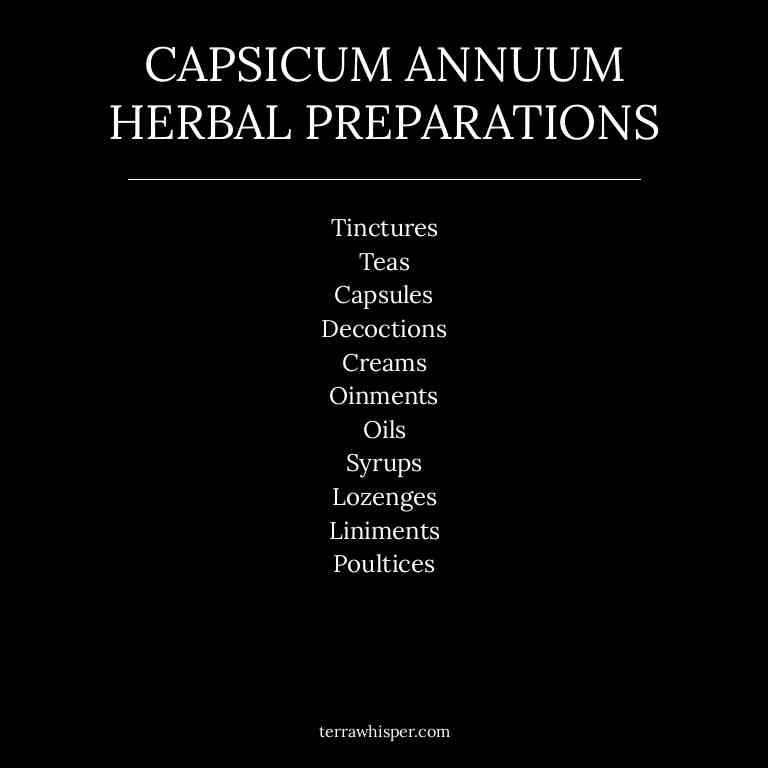 CAPSICUM ANNUUM
HERBAL PREPARATIONS
Tinctures
Teas
Capsules
Decoctions
Creams
Oinments
Oils
Syrups
Lozenges
Liniments
Poultices
terrawhisper.com